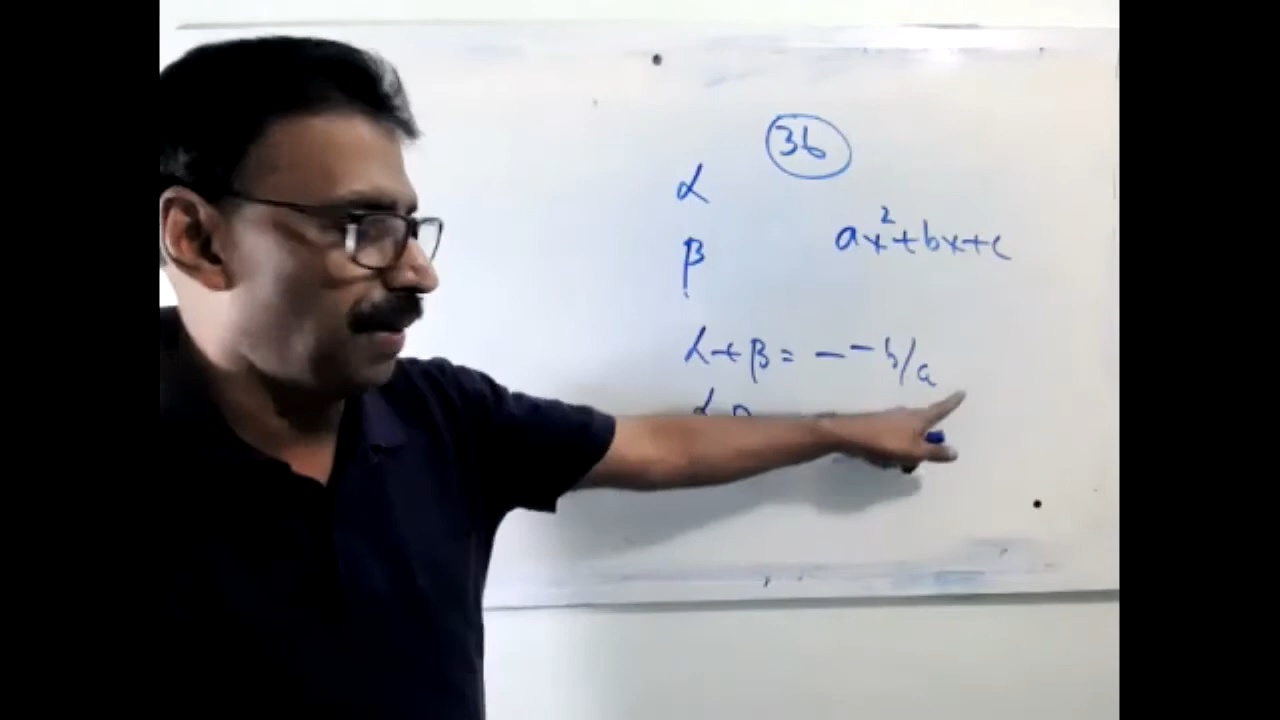 36
α
β
ax²+bx+c
α+β = – –b/a
α β